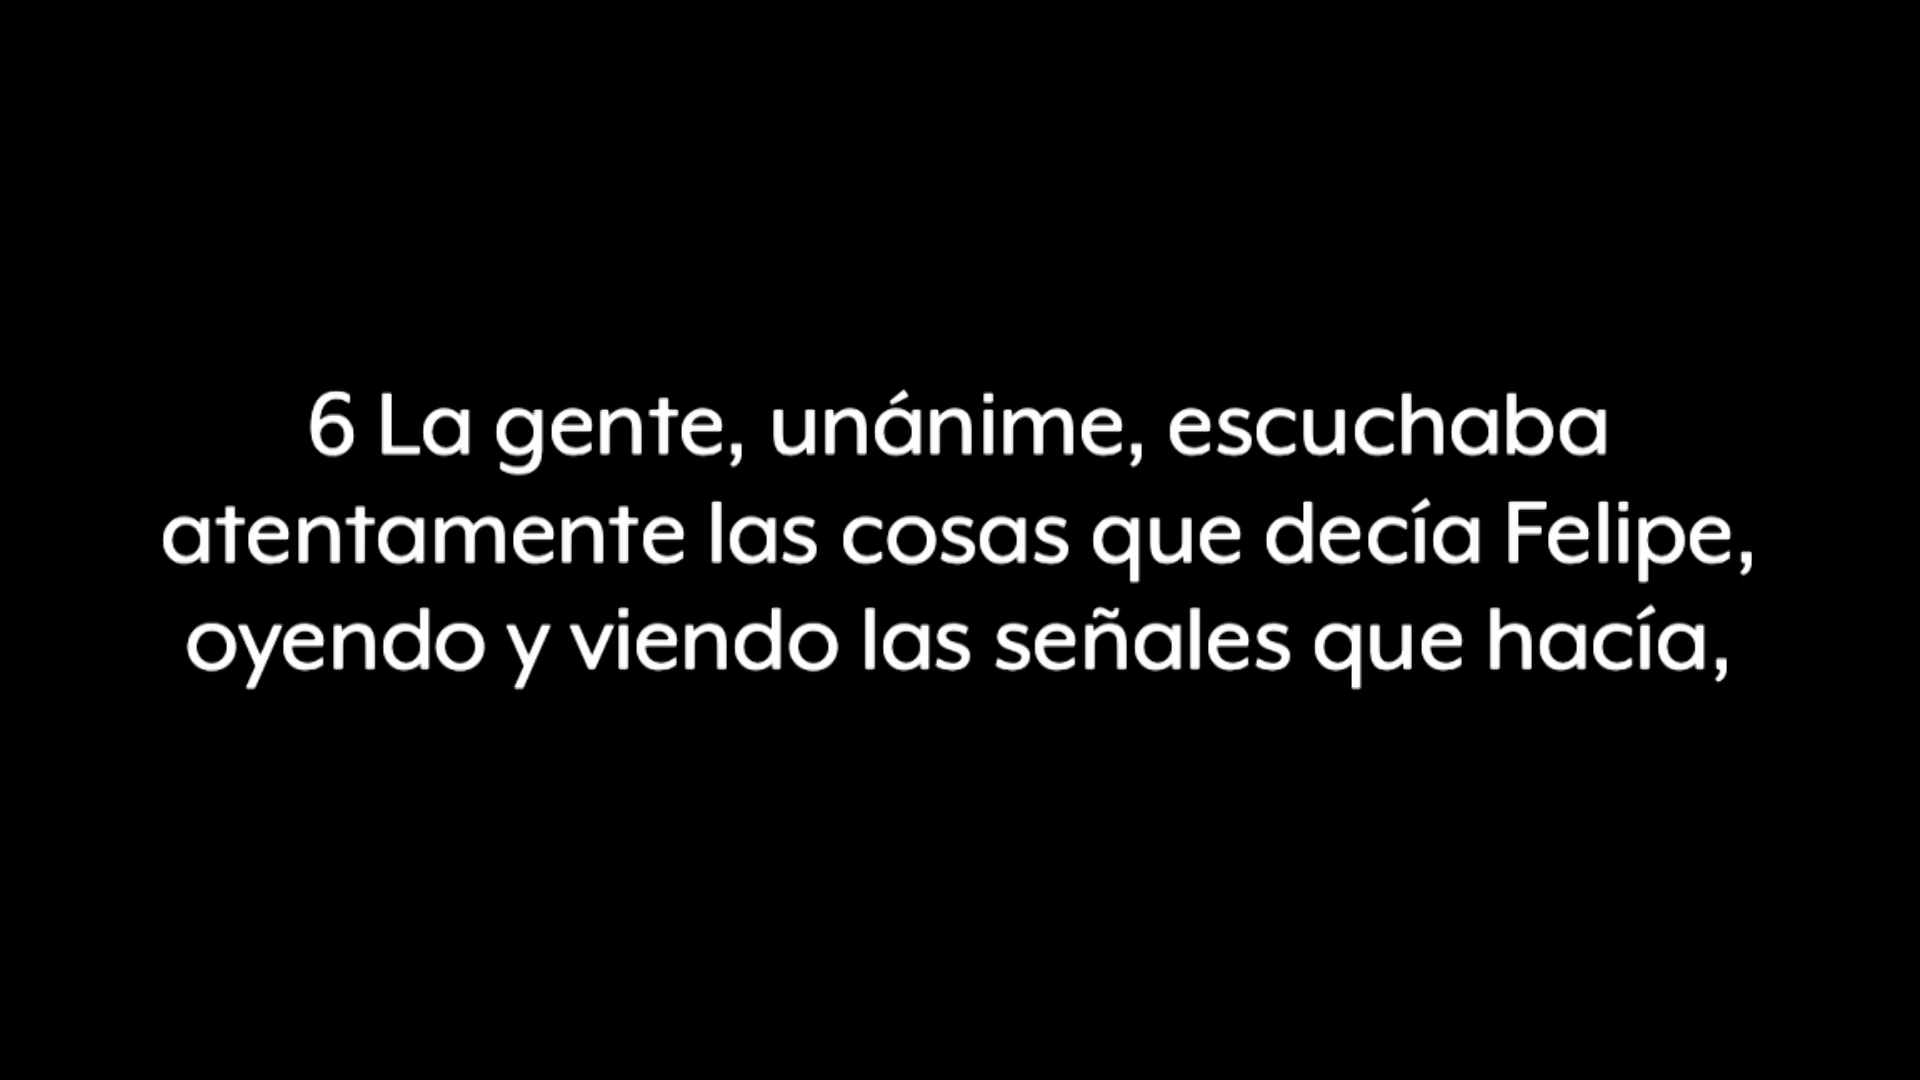 6 La gente, unánime, escuchaba
atentamente las cosas que decía Felipe,
oyendo y viendo las señales que hacía,